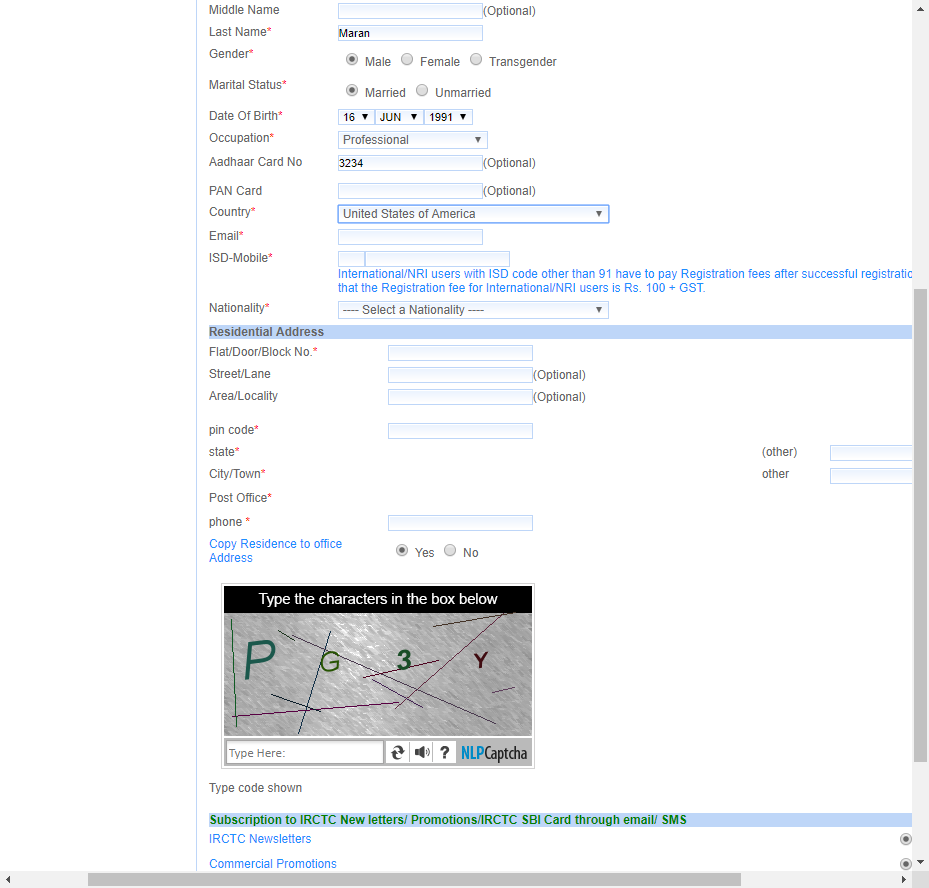 Middle Name (Optional)
Last Name* Maran
Gender* Male Female Transgender
Marital Status* Married Unmarried
Date Of Birth* 16 JUN 1991
Occupation* Professional
Aadhaar Card No 3234 (Optional)
PAN Card (Optional)
Country* United States of America
Email*
ISD-Mobile*
International/NRI users with ISD code other than 91 have to pay Registration fees after successful registratio
that the Registration fee for International/NRI users is Rs. 100 + GST.
Nationality* ---- Select a Nationality ----
Residential Address
Flat/Door/Block No.*
Street/Lane (Optional)
Area/Locality (Optional)
pin code*
state* (other)
City/Town* other
Post Office*
phone *
Copy Residence to office
Address Yes No
Type the characters in the box below
P G 3 Y
Type Here: ? NLPCaptcha
Type code shown
Subscription to IRCTC New letters/ Promotions/IRCTC SBI Card through email/ SMS
IRCTC Newsletters
Commercial Promotions